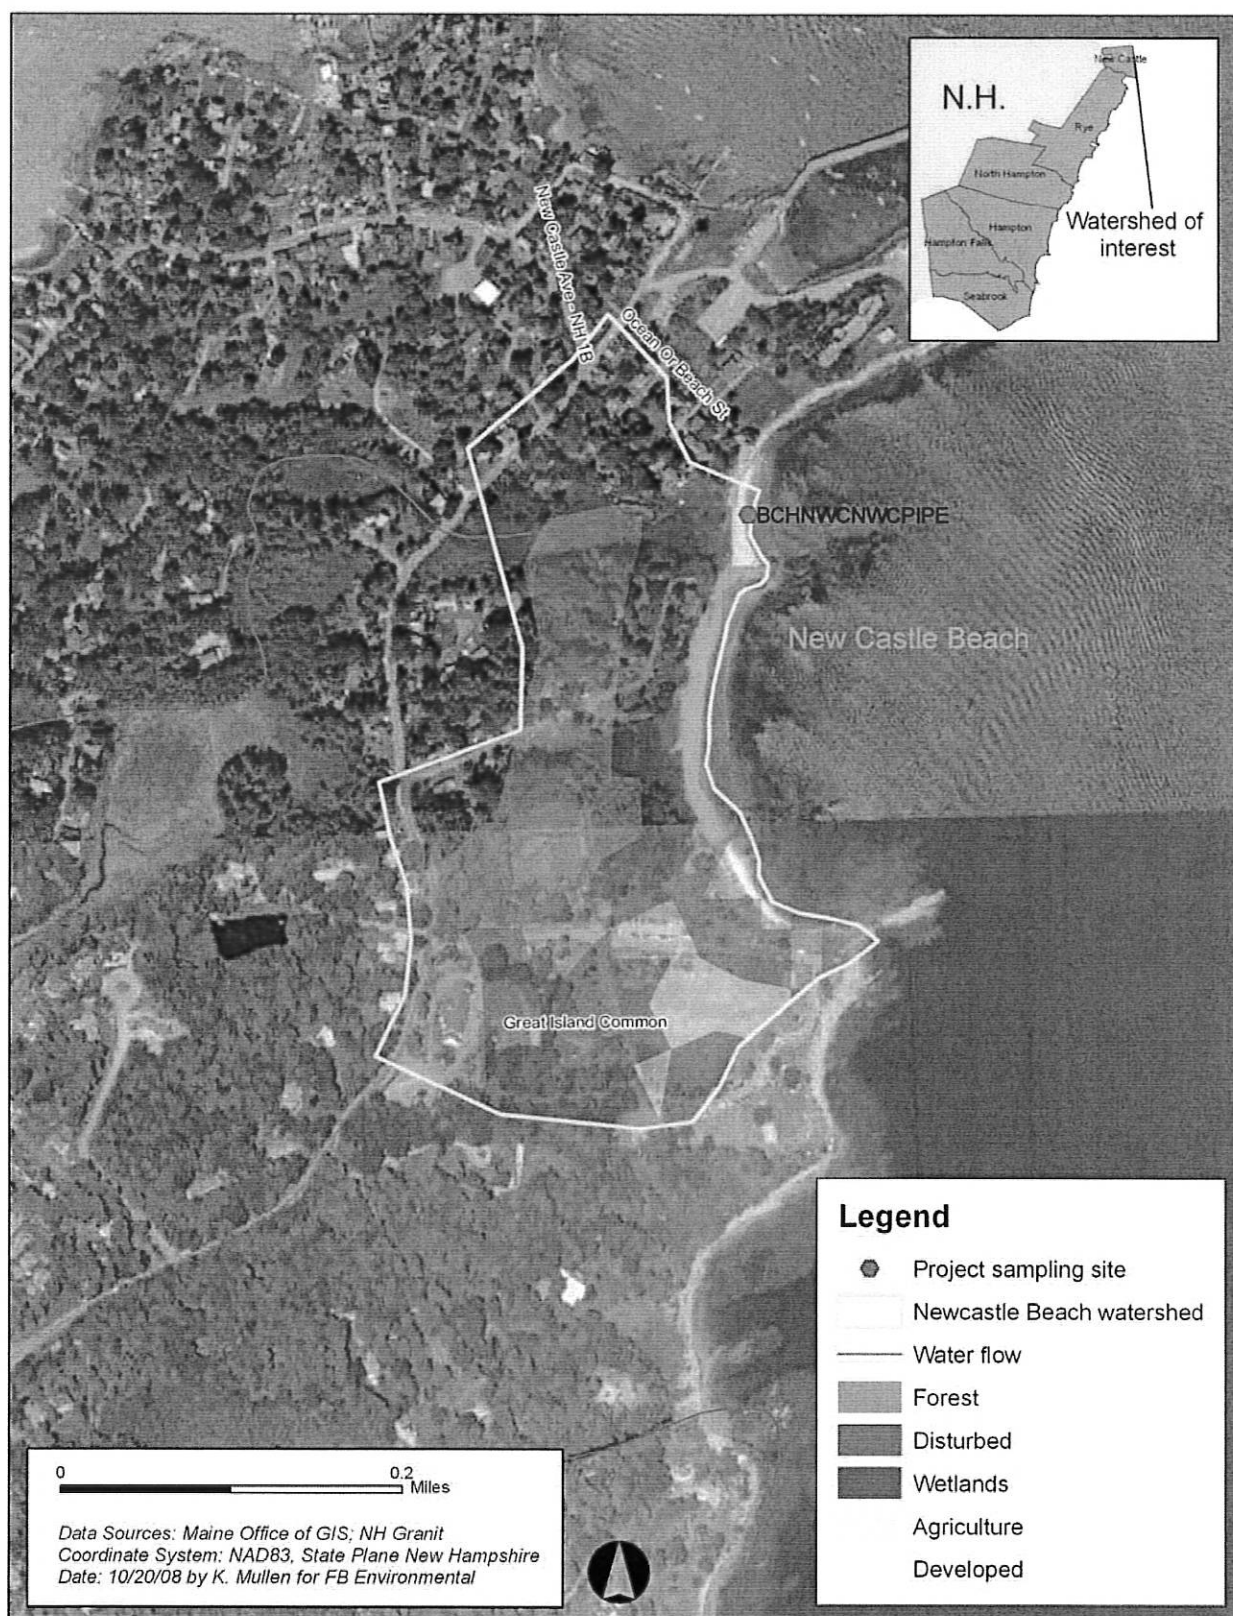 New Castle
N.H.
Rye
North Hampton
Hampton
Hampton Falls
Seabrook
Watershed of
interest
New Castle Ave - NH 1B
Ocean Or Beach St
BCHNWCNWCPIPE
New Castle Beach
Great Island Common
Legend
Project sampling site
Newcastle Beach watershed
Water flow
Forest
Disturbed
Wetlands
Agriculture
Developed
0 0.2
Miles
Data Sources: Maine Office of GIS; NH Granit
Coordinate System: NAD83, State Plane New Hampshire
Date: 10/20/08 by K. Mullen for FB Environmental